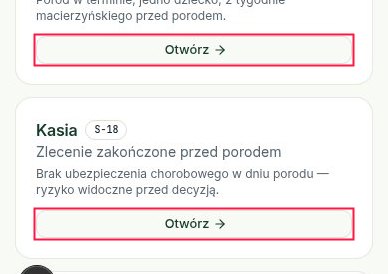 Poród w terminie, jedno dziecko, 2 tygodnie
macierzyńskiego przed porodem.
Otwórz →
Kasia S-18
Zlecenie zakończone przed porodem
Brak ubezpieczenia chorobowego w dniu porodu —
ryzyko widoczne przed decyzją.
Otwórz →